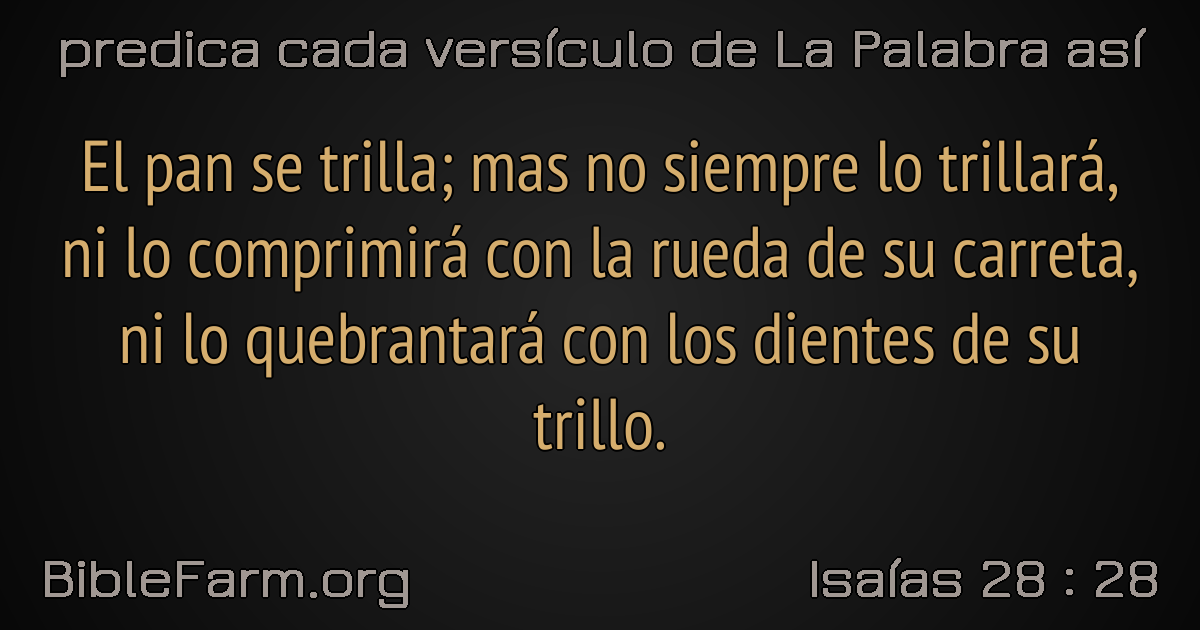 predica cada versículo de La Palabra así
El pan se trilla; mas no siempre lo trillará,
ni lo comprimirá con la rueda de su carreta,
ni lo quebrantará con los dientes de su
trillo.
BibleFarm.org
Isaías 28 : 28